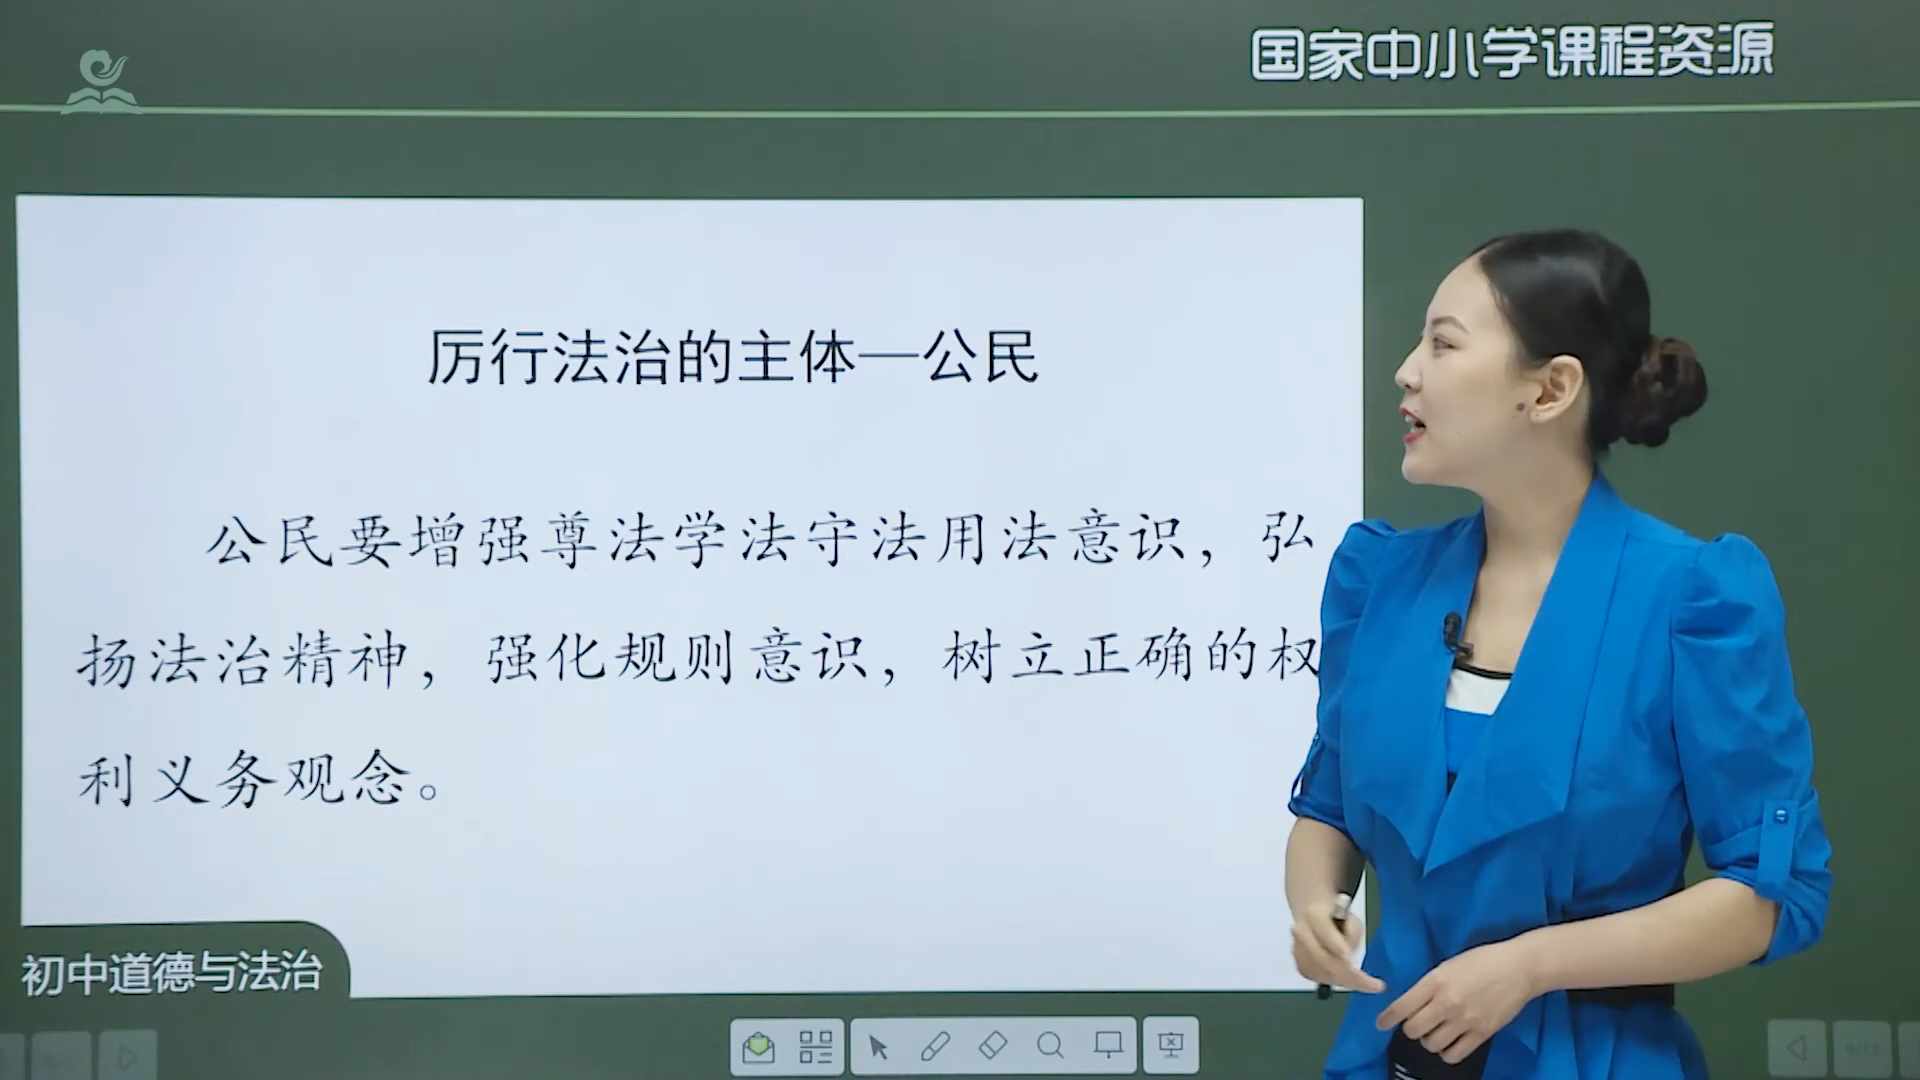 国家中小学课程资源
厉行法治的主体—公民
公民要增强尊法学法守法用法意识，弘
扬法治精神，强化规则意识，树立正确的权
利义务观念。
初中道德与法治